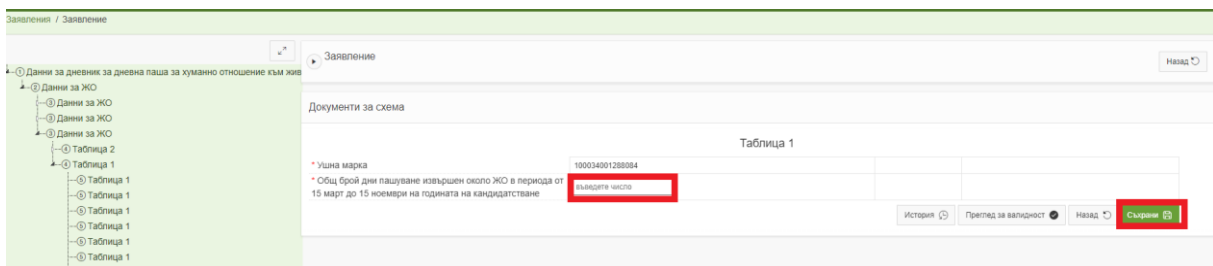 Заявления / Заявление
① Данни за дневник за дневна паша за хуманно отношение към жив
② Данни за ЖО
③ Данни за ЖО
③ Данни за ЖО
③ Данни за ЖО
④ Таблица 2
④ Таблица 1
⑤ Таблица 1
⑤ Таблица 1
⑤ Таблица 1
⑤ Таблица 1
⑤ Таблица 1
⑤ Таблица 1
Заявление
Назад
Документи за схема
Таблица 1
* Ушна марка 100034001288084
* Общ брой дни пашуване извършен около ЖО в периода от
15 март до 15 ноември на годината на кандидатстване
въведете число
История Преглед за валидност Назад Съхрани